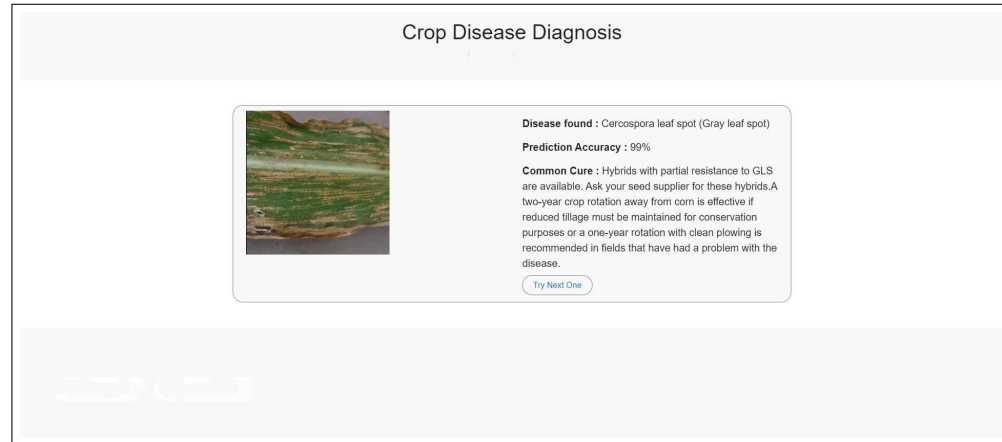 Crop Disease Diagnosis
Disease found : Cercospora leaf spot (Gray leaf spot)
Prediction Accuracy : 99%
Common Cure : Hybrids with partial resistance to GLS
are available. Ask your seed supplier for these hybrids.A
two-year crop rotation away from corn is effective if
reduced tillage must be maintained for conservation
purposes or a one-year rotation with clean plowing is
recommended in fields that have had a problem with the
disease.
Try Next One